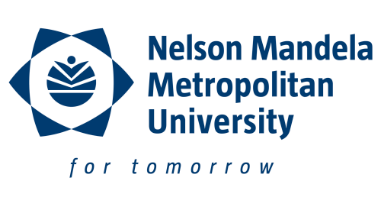 Nelson Mandela
Metropolitan
University
for tomorrow